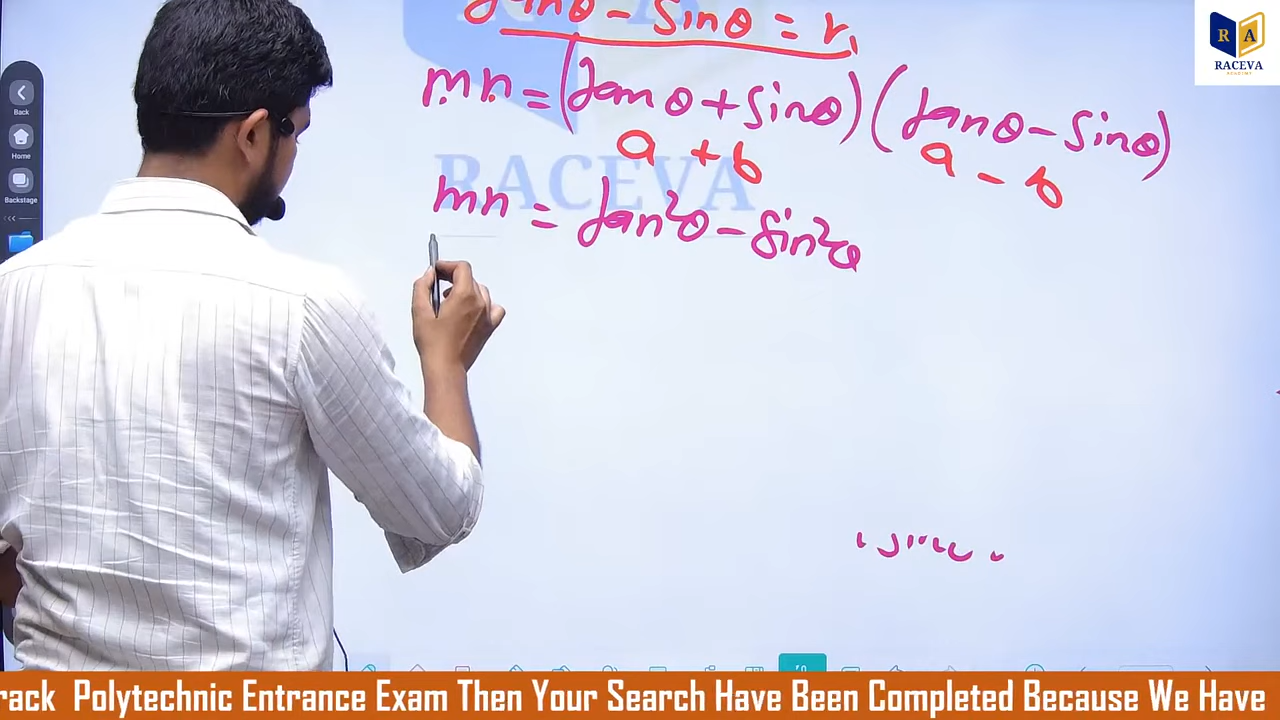 tanθ - sinθ = n
mn = (tanθ + sinθ) (tanθ - sinθ)
a + b a - b
mn = tan²θ - sin²θ
RACEVA
R A
RACEVA
ACADEMY
Back
Home
Backstage
rack Polytechnic Entrance Exam Then Your Search Have Been Completed Because We Have